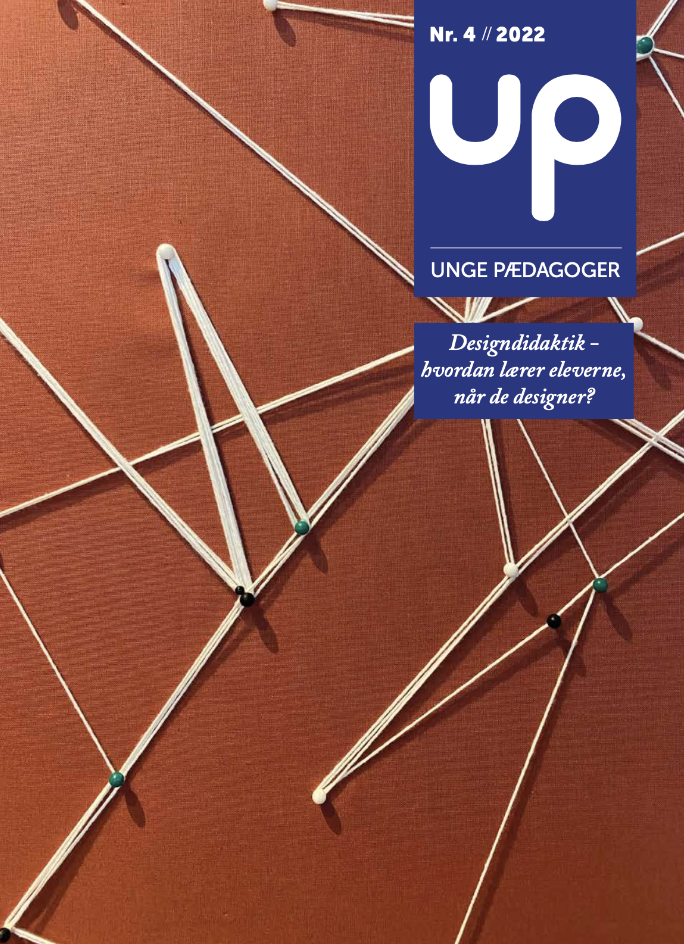 Nr. 4 // 2022
up
UNGE PÆDAGOGER
Designdidaktik –
hvordan lærer eleverne,
når de designer?